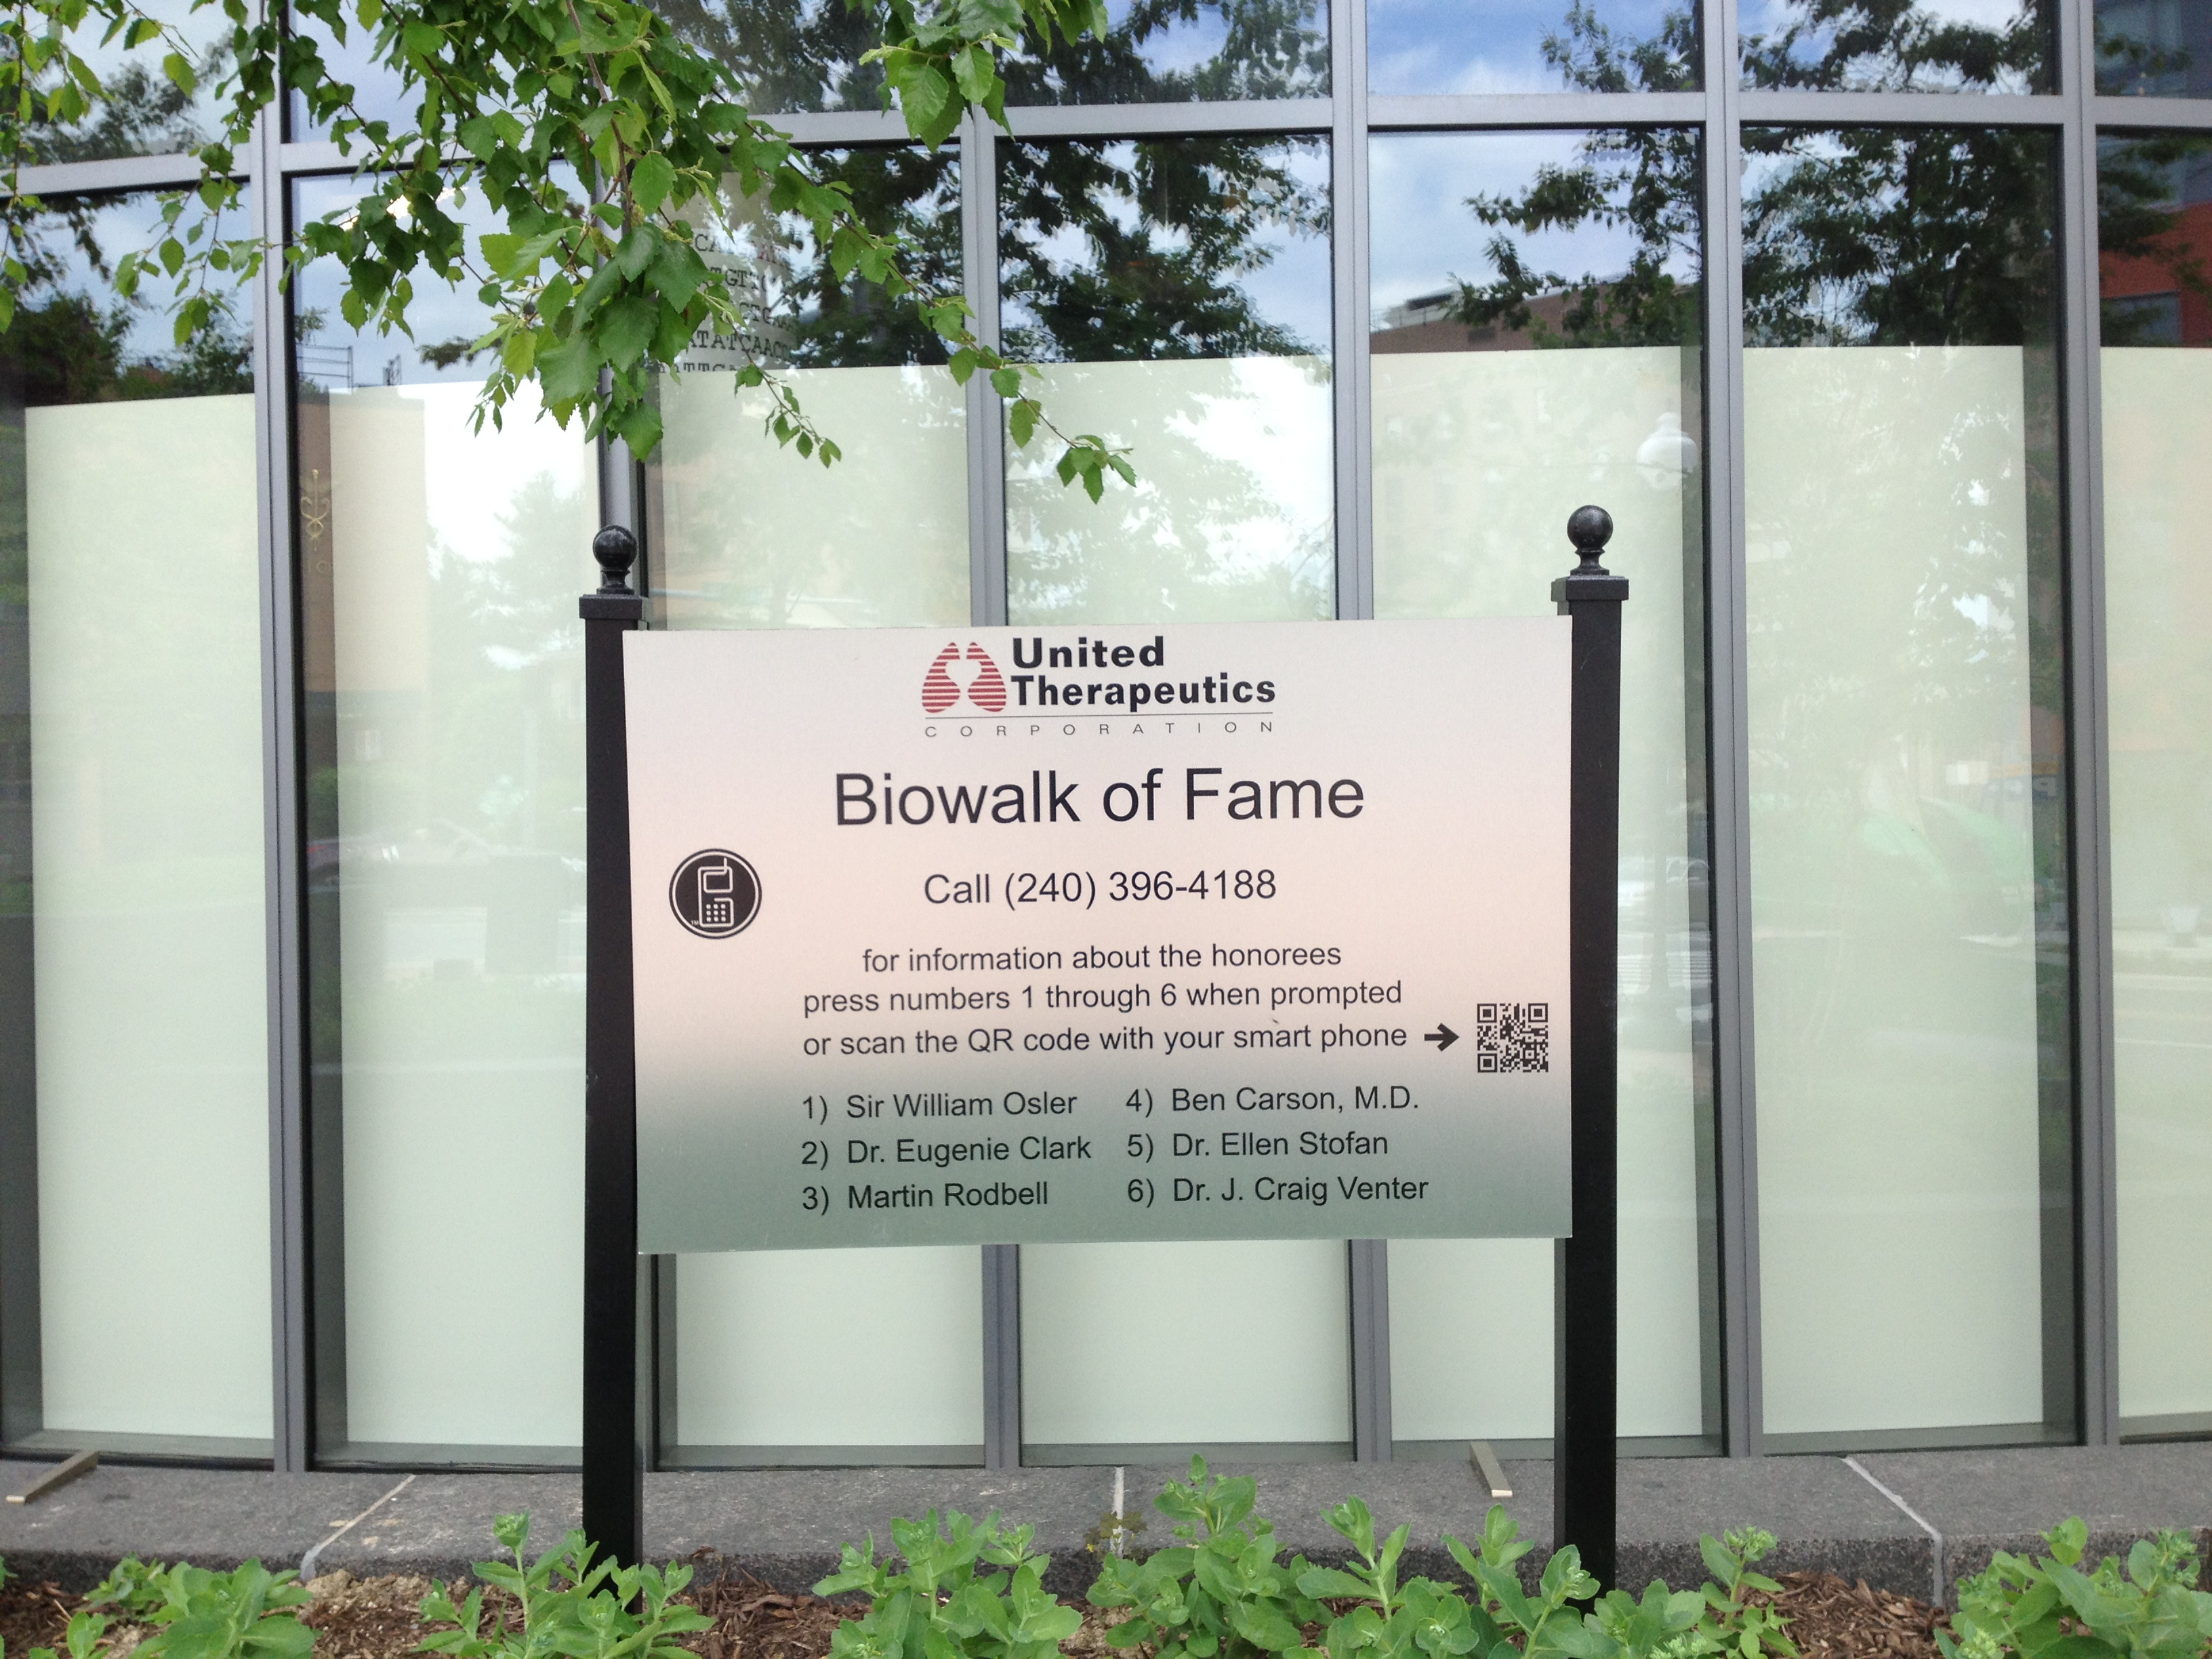 United
Therapeutics
CORPORATION
Biowalk of Fame
Call (240) 396-4188
TM
for information about the honorees
press numbers 1 through 6 when prompted
or scan the QR code with your smart phone →
1) Sir William Osler 4) Ben Carson, M.D.
2) Dr. Eugenie Clark 5) Dr. Ellen Stofan
3) Martin Rodbell 6) Dr. J. Craig Venter